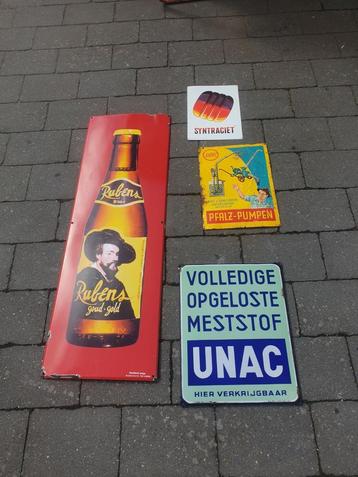 Rubens
Rubens
goud-gold
SYNTRACIET
PFALZ-PUMPEN
VOLLEDIGE
OPGELOSTE
MESTSTOF
UNAC
HIER VERKRIJGBAAR